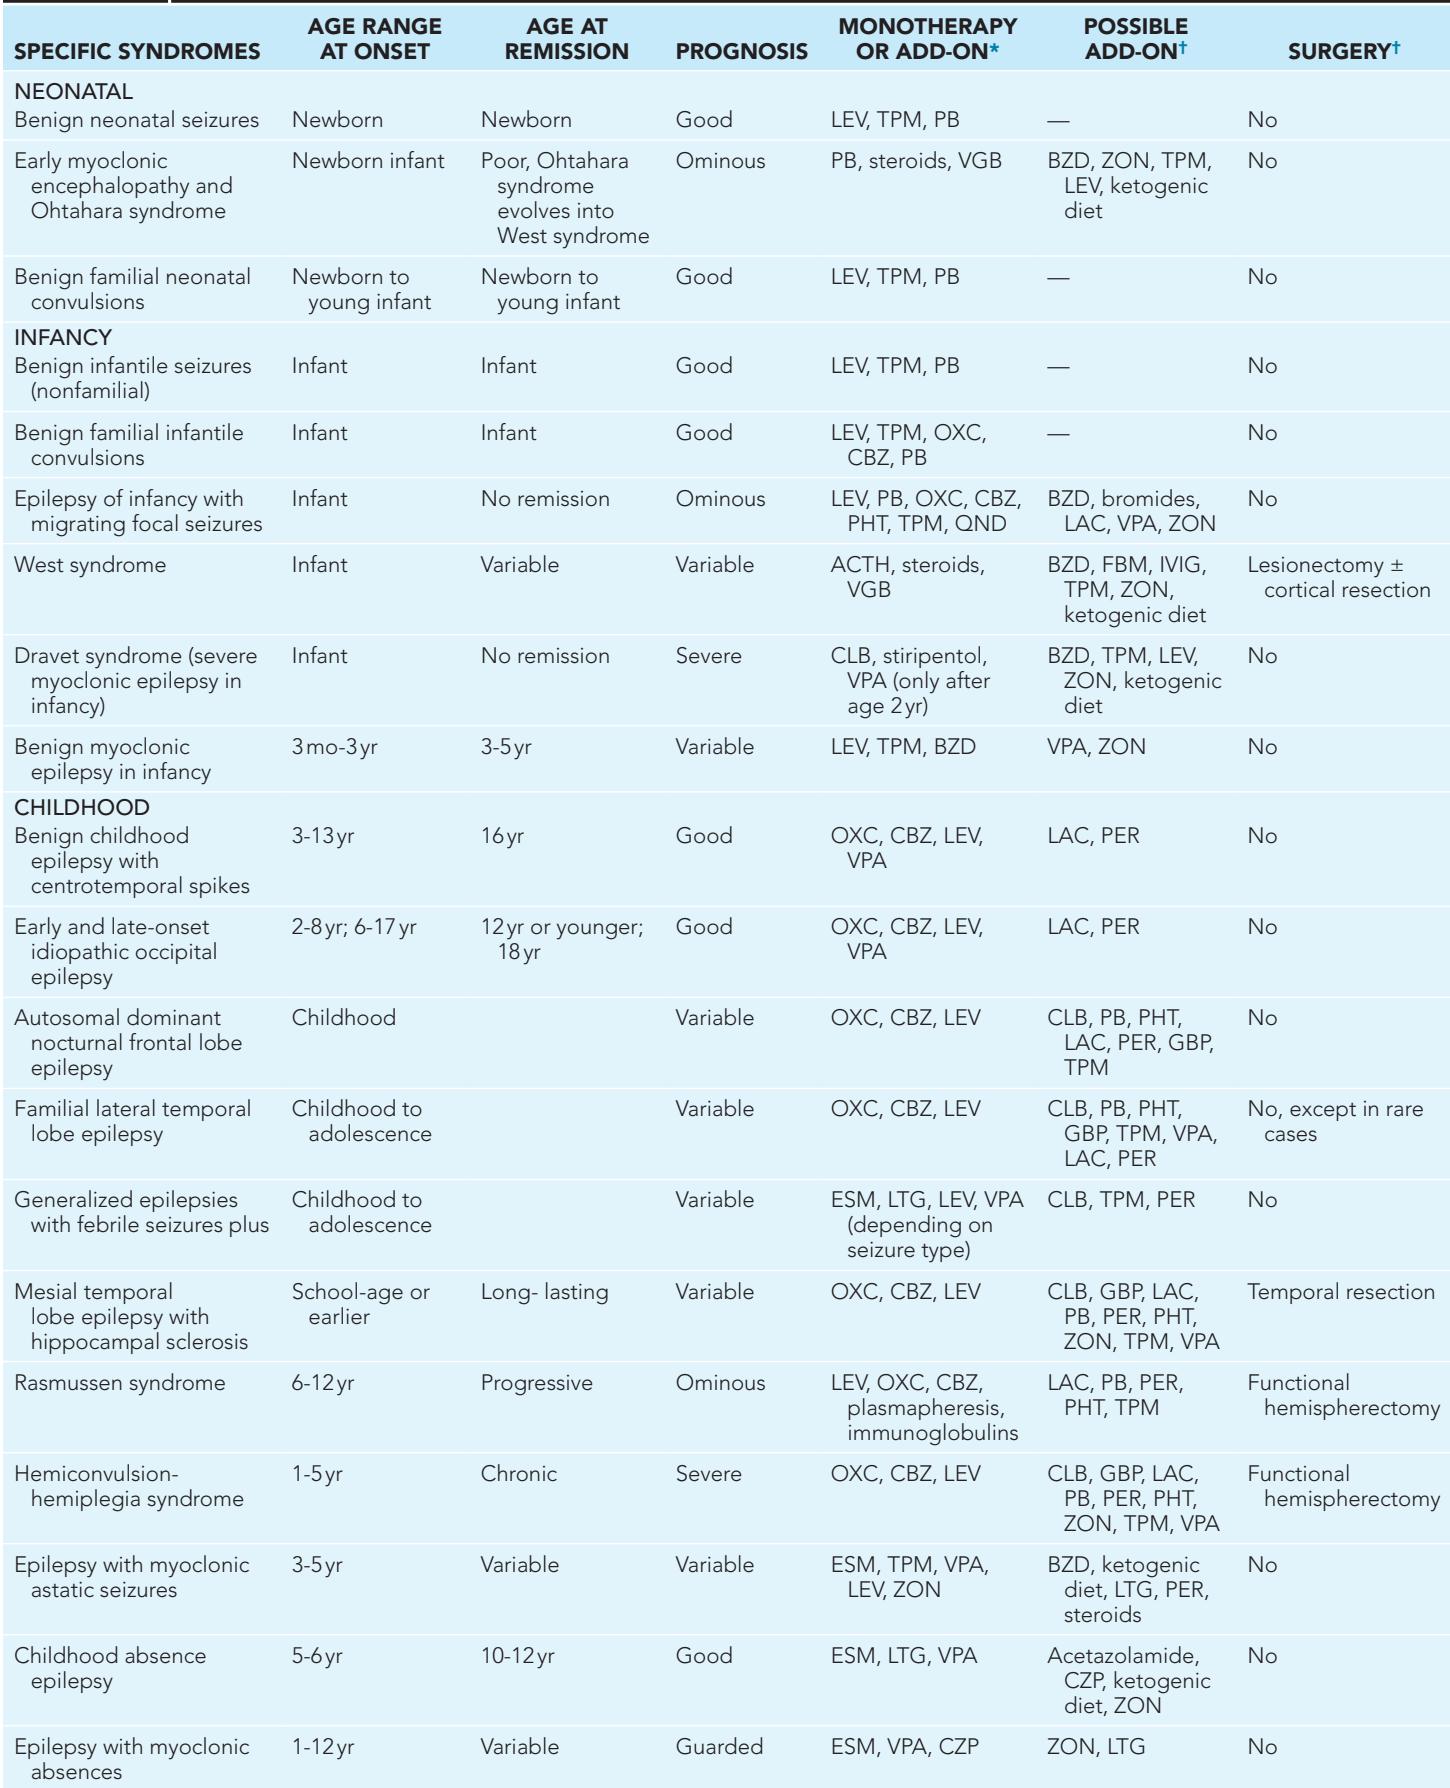 SPECIFIC SYNDROMES AGE RANGE AT ONSET AGE AT REMISSION PROGNOSIS MONOTHERAPY OR ADD-ON* POSSIBLE ADD-ON† SURGERY†
NEONATAL
Benign neonatal seizures Newborn Newborn Good LEV, TPM, PB — No
Early myoclonic Newborn infant Poor, Ohtahara Ominous PB, steroids, VGB BZD, ZON, TPM, No
encephalopathy and syndrome LEV, ketogenic
Ohtahara syndrome evolves into diet
West syndrome
Benign familial neonatal Newborn to Newborn to Good LEV, TPM, PB — No
convulsions young infant young infant
INFANCY
Benign infantile seizures Infant Infant Good LEV, TPM, PB — No
(nonfamilial)
Benign familial infantile Infant Infant Good LEV, TPM, OXC, — No
convulsions CBZ, PB
Epilepsy of infancy with Infant No remission Ominous LEV, PB, OXC, CBZ, BZD, bromides, No
migrating focal seizures PHT, TPM, QND LAC, VPA, ZON
West syndrome Infant Variable Variable ACTH, steroids, BZD, FBM, IVIG, Lesionectomy ±
VGB TPM, ZON, cortical resection
ketogenic diet
Dravet syndrome (severe Infant No remission Severe CLB, stiripentol, BZD, TPM, LEV, No
myoclonic epilepsy in VPA (only after ZON, ketogenic
infancy) age 2 yr) diet
Benign myoclonic 3 mo-3 yr 3-5 yr Variable LEV, TPM, BZD VPA, ZON No
epilepsy in infancy
CHILDHOOD
Benign childhood 3-13 yr 16 yr Good OXC, CBZ, LEV, LAC, PER No
epilepsy with VPA
centrotemporal spikes
Early and late-onset 2-8 yr; 6-17 yr 12 yr or younger; Good OXC, CBZ, LEV, LAC, PER No
idiopathic occipital 18 yr VPA
epilepsy
Autosomal dominant Childhood Variable OXC, CBZ, LEV CLB, PB, PHT, No
nocturnal frontal lobe LAC, PER, GBP,
epilepsy TPM
Familial lateral temporal Childhood to Variable OXC, CBZ, LEV CLB, PB, PHT, No, except in rare
lobe epilepsy adolescence GBP, TPM, VPA, cases
LAC, PER
Generalized epilepsies Childhood to Variable ESM, LTG, LEV, VPA CLB, TPM, PER No
with febrile seizures plus adolescence (depending on
seizure type)
Mesial temporal School-age or Long- lasting Variable OXC, CBZ, LEV CLB, GBP, LAC, Temporal resection
lobe epilepsy with earlier PB, PER, PHT,
hippocampal sclerosis ZON, TPM, VPA
Rasmussen syndrome 6-12 yr Progressive Ominous LEV, OXC, CBZ, LAC, PB, PER, Functional
plasmapheresis, PHT, TPM hemispherectomy
immunoglobulins
Hemiconvulsion- 1-5 yr Chronic Severe OXC, CBZ, LEV CLB, GBP, LAC, Functional
hemiplegia syndrome PB, PER, PHT, hemispherectomy
ZON, TPM, VPA
Epilepsy with myoclonic 3-5 yr Variable Variable ESM, TPM, VPA, BZD, ketogenic No
astatic seizures LEV, ZON diet, LTG, PER,
steroids
Childhood absence 5-6 yr 10-12 yr Good ESM, LTG, VPA Acetazolamide, No
epilepsy CZP, ketogenic
diet, ZON
Epilepsy with myoclonic 1-12 yr Variable Guarded ESM, VPA, CZP ZON, LTG No
absences